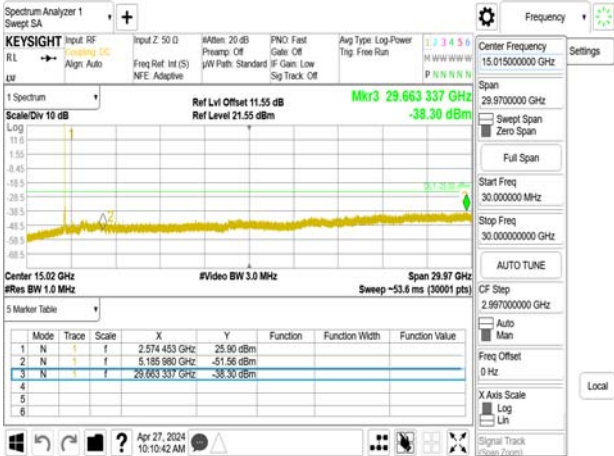 Spectrum Analyzer 1
Swept SA
Frequency
KEYSIGHT
RL
Input: RF
Coupling: DC
Align: Auto
Input Z: 50 Ω
Freq Ref: Int (S)
NFE: Adaptive
#Atten: 20 dB
Preamp: Off
µW Path: Standard
PNO: Fast
Gate: Off
IF Gain: Low
Sig Track: Off
Avg Type: Log-Power
Trig: Free Run
1 2 3 4 5 6
M W W W W W
P N N N N N
1 Spectrum
Scale/Div 10 dB
Ref Lvl Offset 11.55 dB
Ref Level 21.55 dBm
Mkr3 29.663 337 GHz
-38.30 dBm
Log
11.6
1.55
-8.45
-18.5
-28.5
-38.5
-48.5
-58.5
-68.5
1
2
Center 15.02 GHz
#Res BW 1.0 MHz
#Video BW 3.0 MHz
Span 29.97 GHz
Sweep ~53.6 ms (30001 pts)
5 Marker Table
Mode Trace Scale X Y Function Function Width Function Value
1 N 1 f 2.574 453 GHz 25.90 dBm
2 N 1 f 5.185 980 GHz -51.56 dBm
3 N 1 f 29.663 337 GHz -38.30 dBm
4
5
6
Apr 27, 2024
10:10:42 AM
Center Frequency
15.015000000 GHz
Settings
Span
29.9700000 GHz
Swept Span
Zero Span
Full Span
Start Freq
30.000000 MHz
Stop Freq
30.000000000 GHz
AUTO TUNE
CF Step
2.997000000 GHz
Auto
Man
Freq Offset
0 Hz
X Axis Scale
Log
Lin
Local
Signal Track
(Span Zoom)